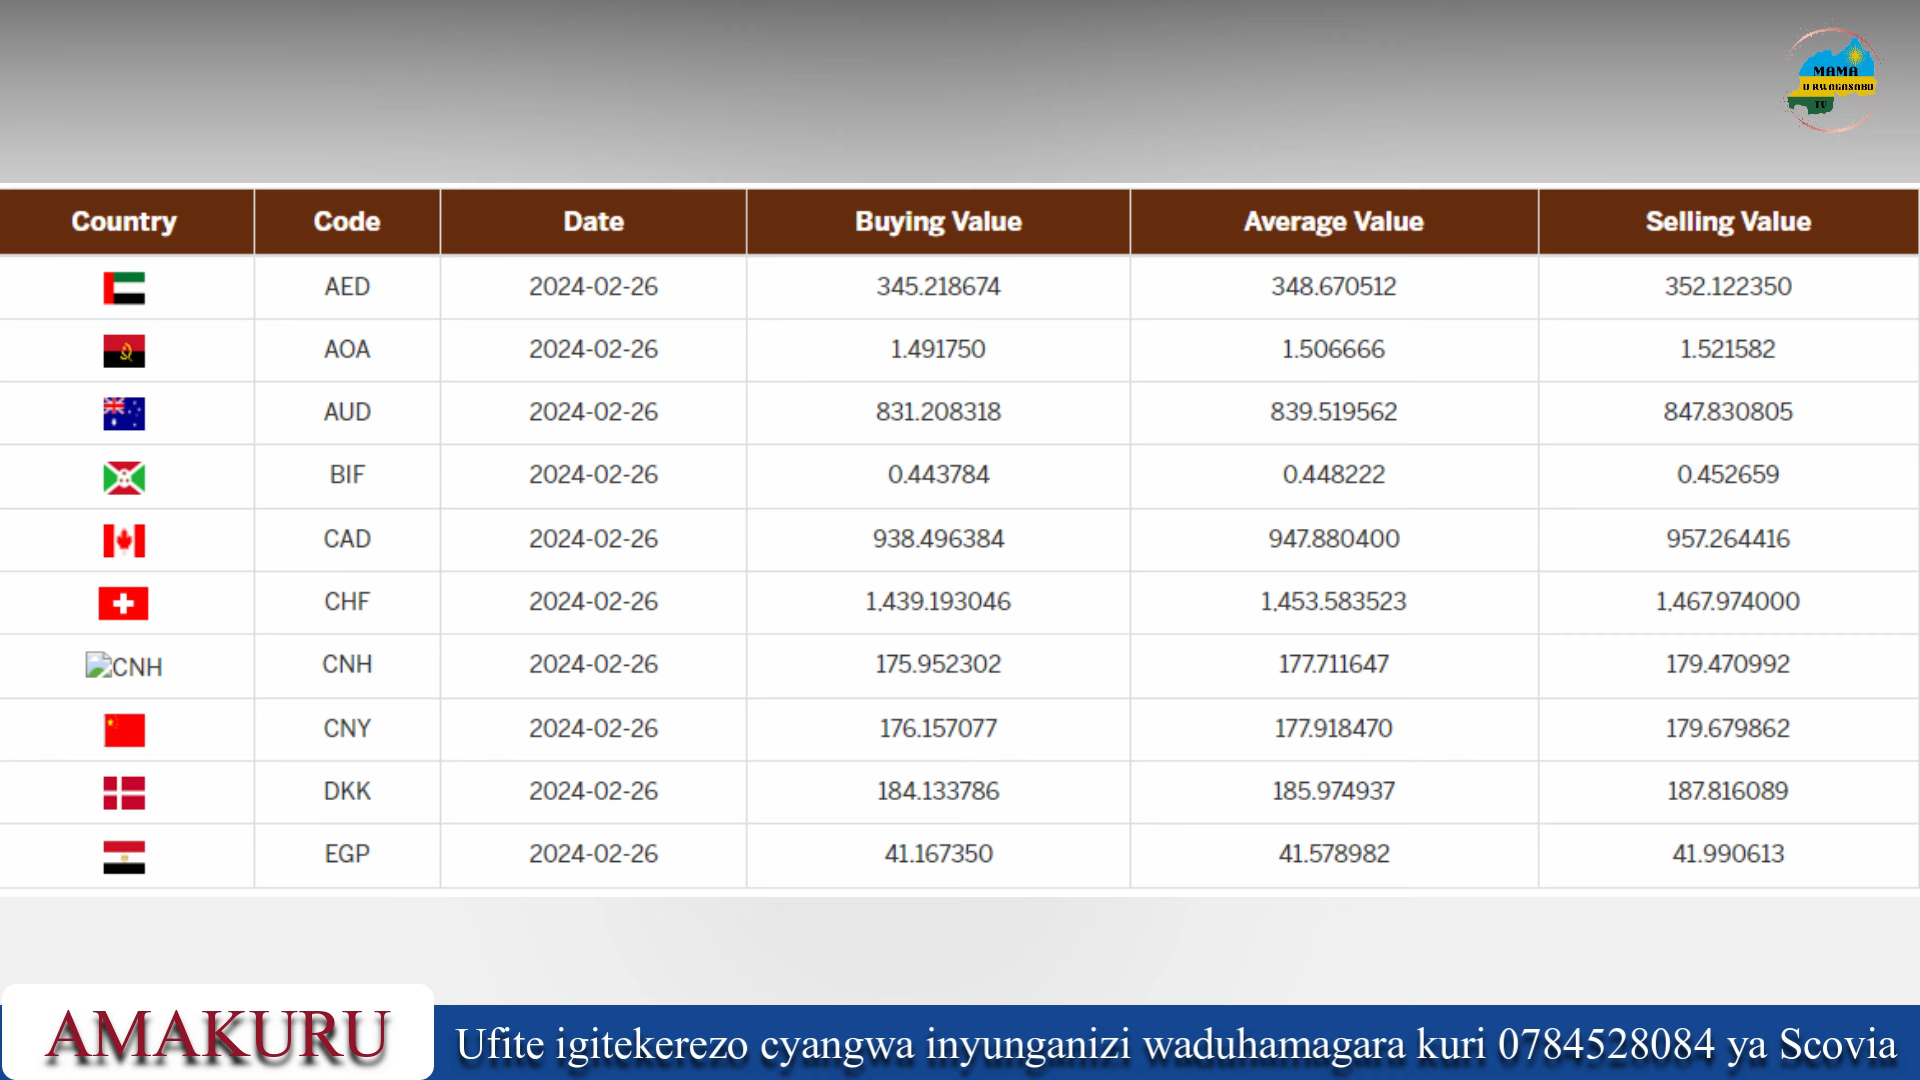 MAMA
U RWAGASABO
TV
Country Code Date Buying Value Average Value Selling Value
AED 2024-02-26 345.218674 348.670512 352.122350
AOA 2024-02-26 1.491750 1.506666 1.521582
AUD 2024-02-26 831.208318 839.519562 847.830805
BIF 2024-02-26 0.443784 0.448222 0.452659
CAD 2024-02-26 938.496384 947.880400 957.264416
CHF 2024-02-26 1,439.193046 1,453.583523 1,467.974000
CNH CNH 2024-02-26 175.952302 177.711647 179.470992
CNY 2024-02-26 176.157077 177.918470 179.679862
DKK 2024-02-26 184.133786 185.974937 187.816089
EGP 2024-02-26 41.167350 41.578982 41.990613
AMAKURU Ufite igitekerezo cyangwa inyunganizi waduhamagara kuri 0784528084 ya Scovia